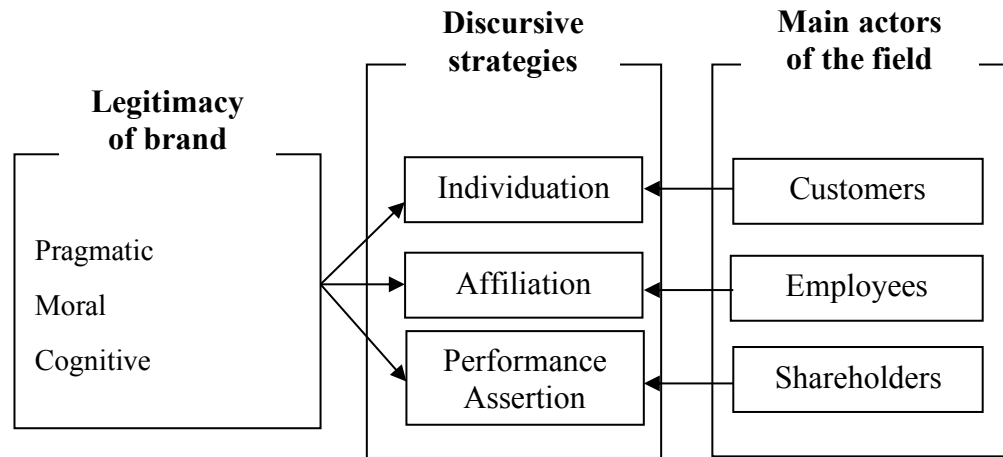 Legitimacy
of brand
Pragmatic
Moral
Cognitive
Discursive
strategies
Individuation
Affiliation
Performance
Assertion
Main actors
of the field
Customers
Employees
Shareholders